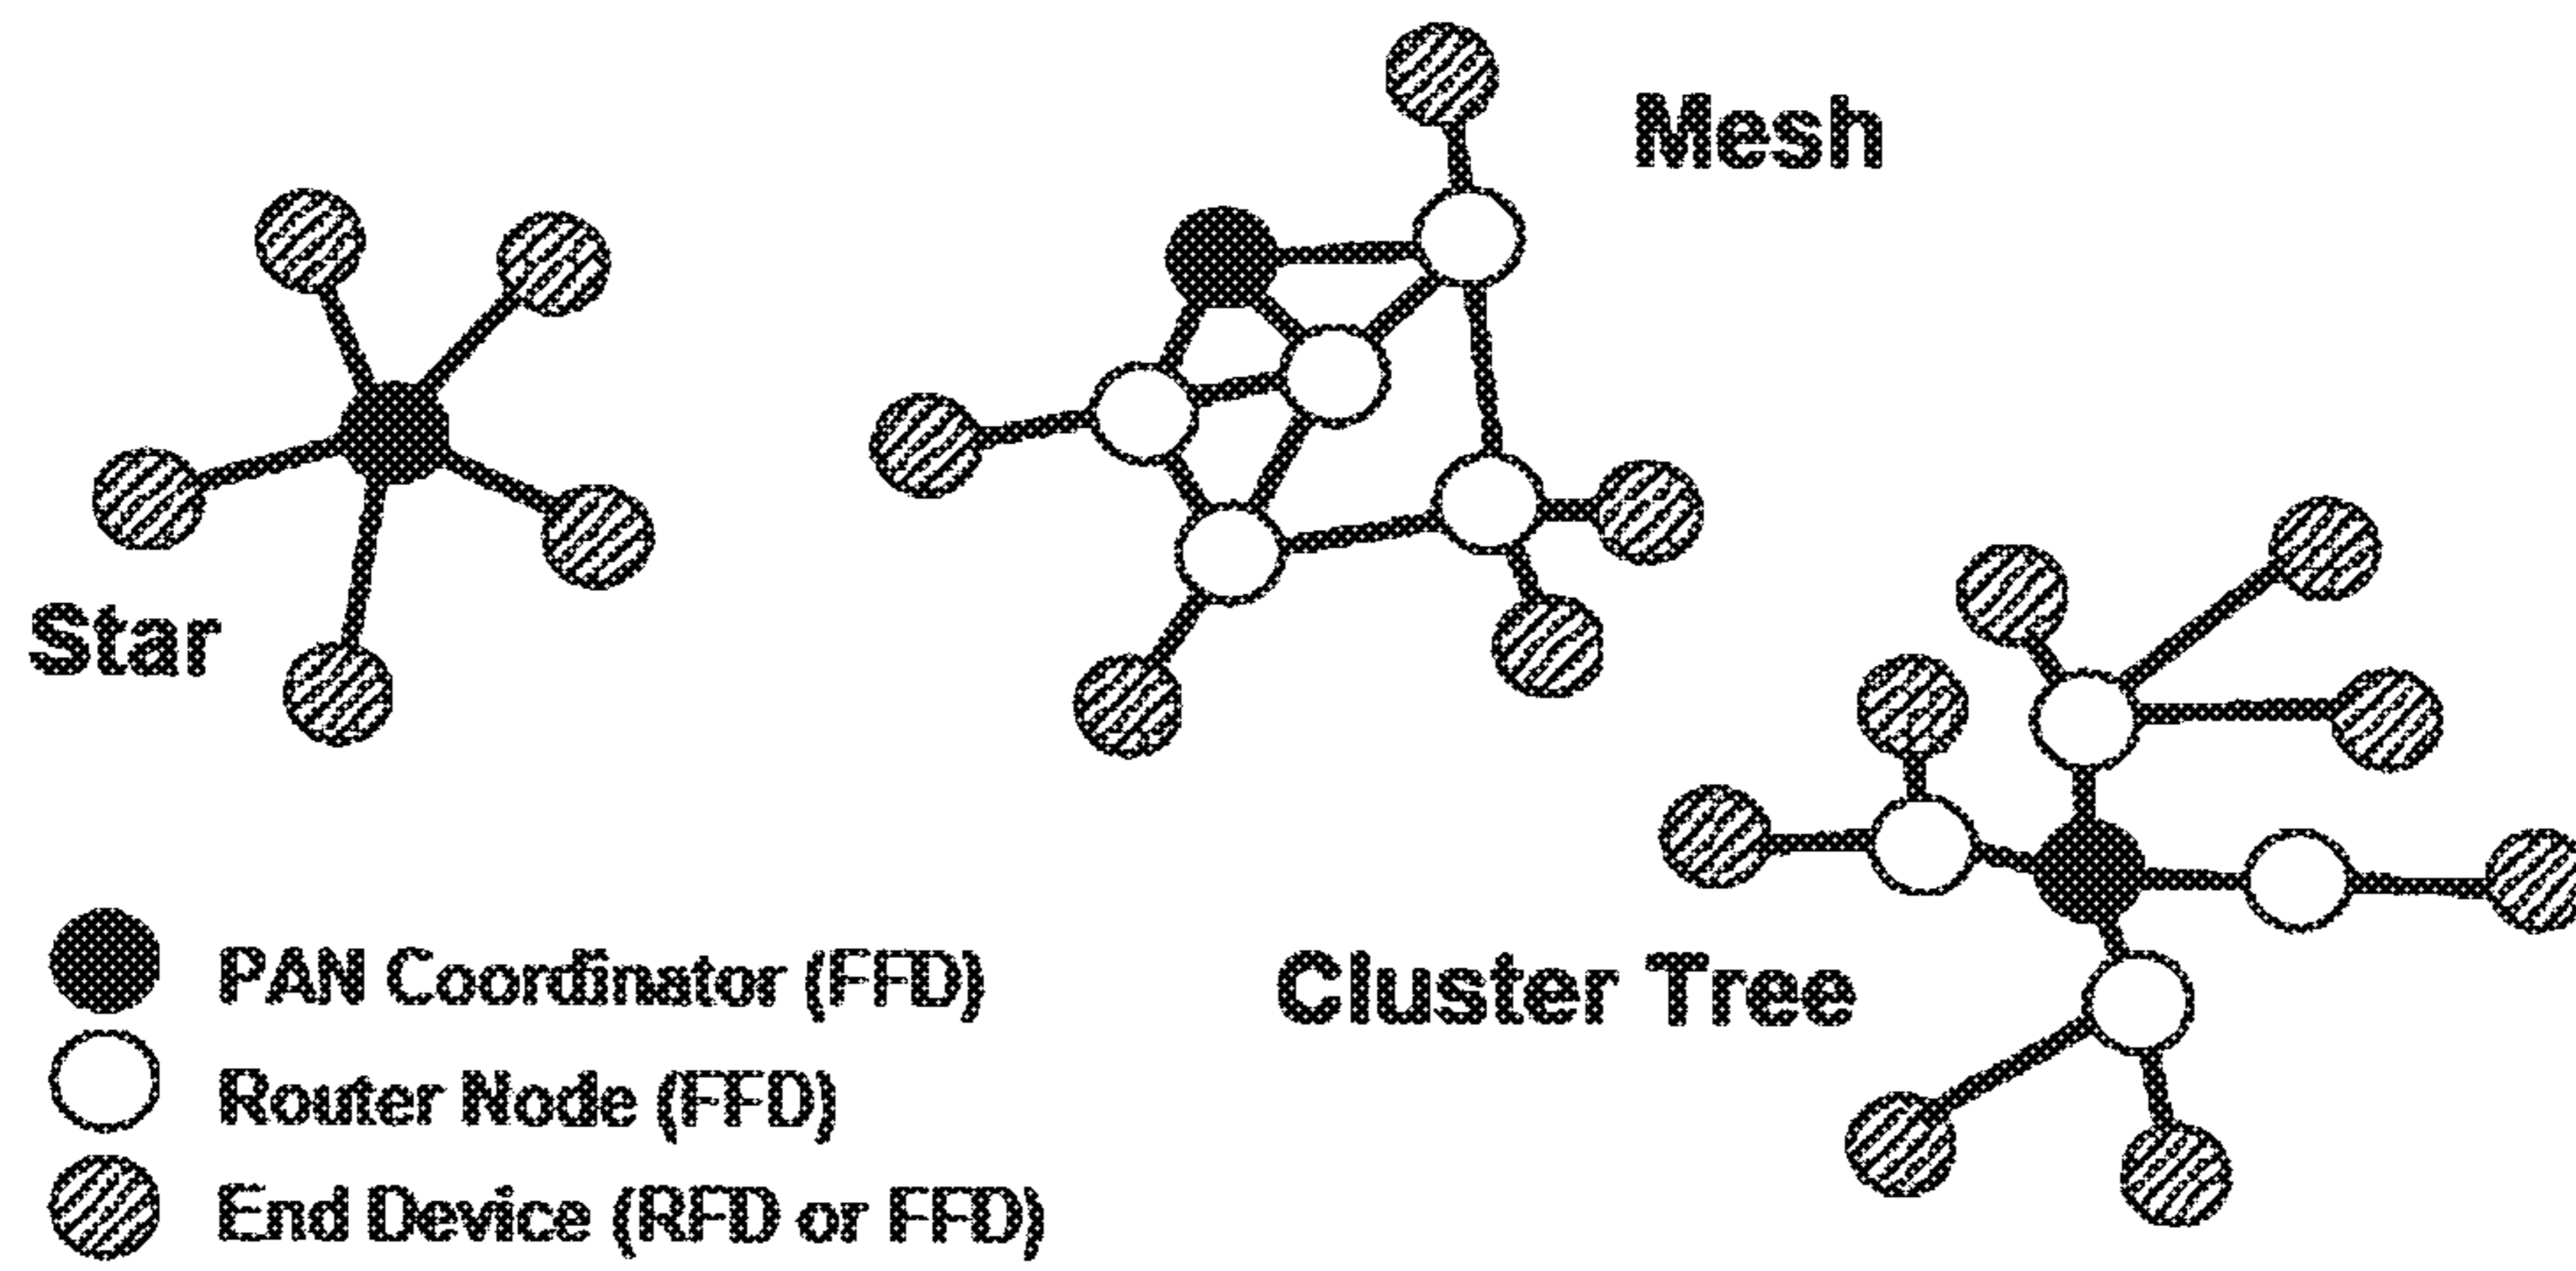 Mesh
Star
Cluster Tree
PAN Coordinator (FFD)
Router Node (FFD)
End Device (RFD or FFD)